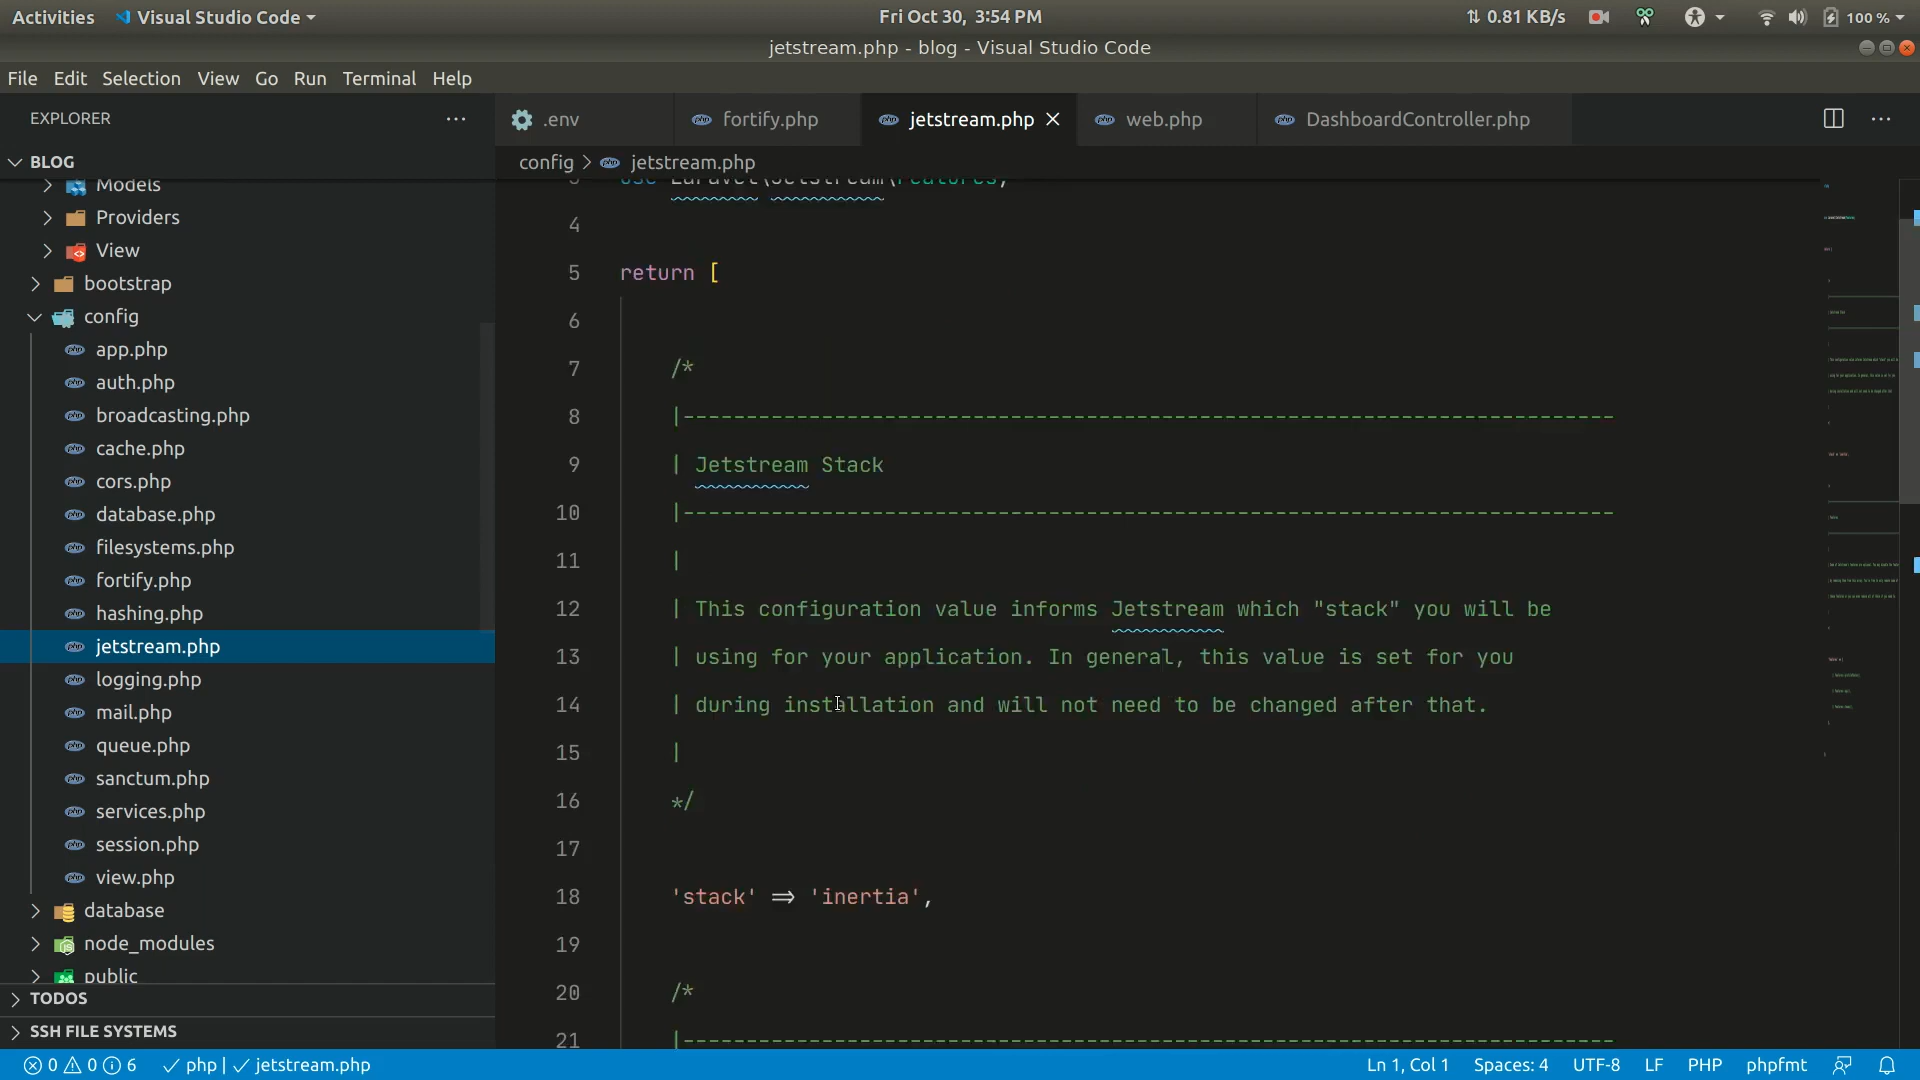 Activities Visual Studio Code Fri Oct 30, 3:54 PM 0.81 KB/s 100 %
jetstream.php - blog - Visual Studio Code
File Edit Selection View Go Run Terminal Help
EXPLORER
.env fortify.php jetstream.php web.php DashboardController.php
config > jetstream.php
BLOG
Models
Providers
View
bootstrap
config
app.php
auth.php
broadcasting.php
cache.php
cors.php
database.php
filesystems.php
fortify.php
hashing.php
jetstream.php
logging.php
mail.php
queue.php
sanctum.php
services.php
session.php
view.php
database
node_modules
public
TODOS
SSH FILE SYSTEMS
3 use Laravel\Jetstream\Features;
4
5 return [
6
7 /*
8 |--------------------------------------------------------------------------
9 | Jetstream Stack
10 |--------------------------------------------------------------------------
11 |
12 | This configuration value informs Jetstream which "stack" you will be
13 | using for your application. In general, this value is set for you
14 | during installation and will not need to be changed after that.
15 |
16 */
17
18 'stack' => 'inertia',
19
20 /*
21 |--------------------------------------------------------------------------
0 0 6 php | jetstream.php Ln 1, Col 1 Spaces: 4 UTF-8 LF PHP phpfmt